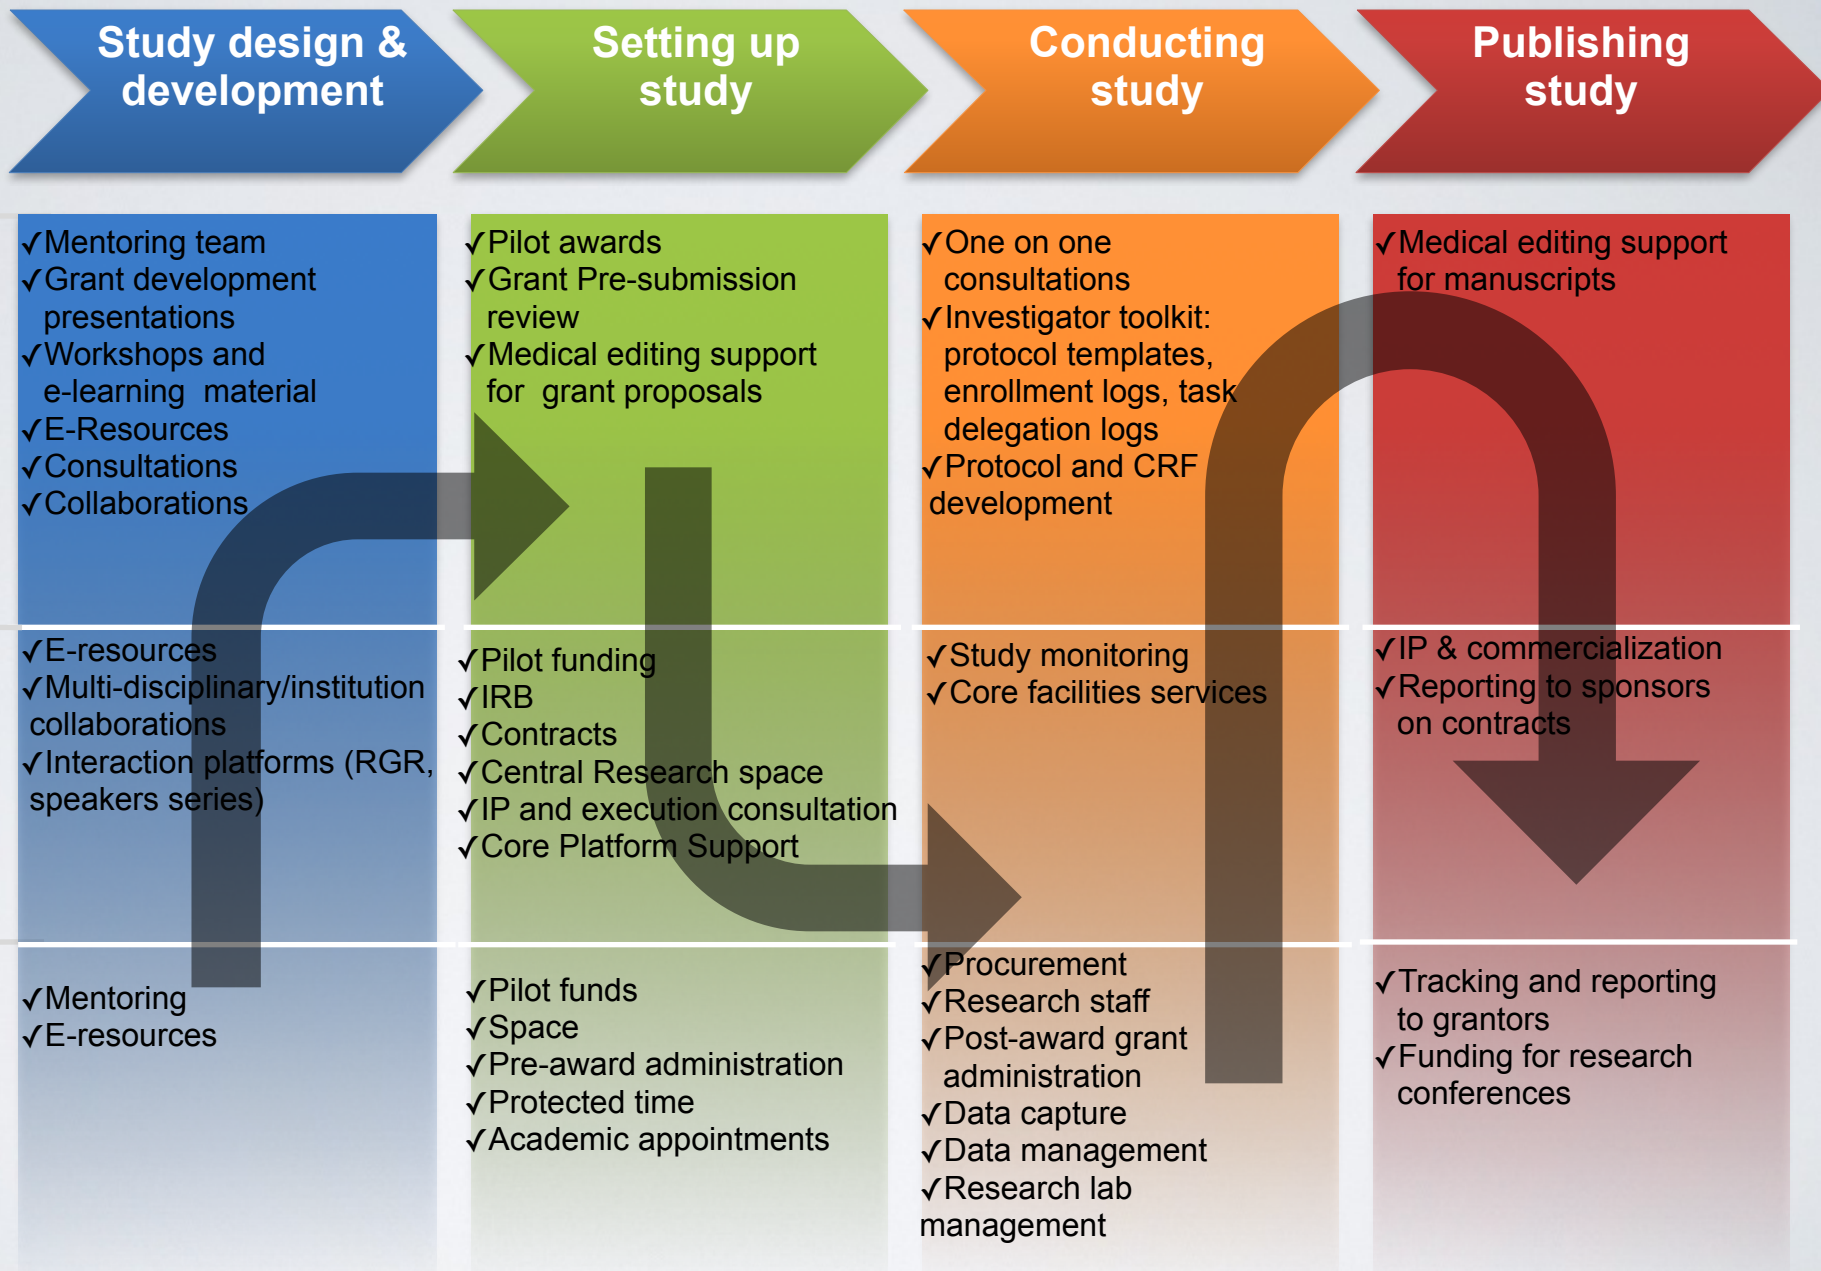 Study design &
development
Setting up
study
Conducting
study
Publishing
study
✓Mentoring team
✓Grant development
presentations
✓Workshops and
e-learning  material
✓E-Resources
✓Consultations
✓Collaborations
✓Pilot awards
✓Grant Pre-submission
review
✓Medical editing support
for  grant proposals
✓One on one
consultations
✓Investigator toolkit:
protocol templates,
enrollment logs, task
delegation logs
✓Protocol and CRF
development
✓Medical editing support
for manuscripts
✓E-resources
✓Multi-disciplinary/institution
collaborations
✓Interaction platforms (RGR,
speakers series)
✓Pilot funding
✓IRB
✓Contracts
✓Central Research space
✓IP and execution consultation
✓Core Platform Support
✓Study monitoring
✓Core facilities services
✓IP & commercialization
✓Reporting to sponsors
on contracts
✓Mentoring
✓E-resources
✓Pilot funds
✓Space
✓Pre-award administration
✓Protected time
✓Academic appointments
✓Procurement
✓Research staff
✓Post-award grant
administration
✓Data capture
✓Data management
✓Research lab
management
✓Tracking and reporting
to grantors
✓Funding for research
conferences